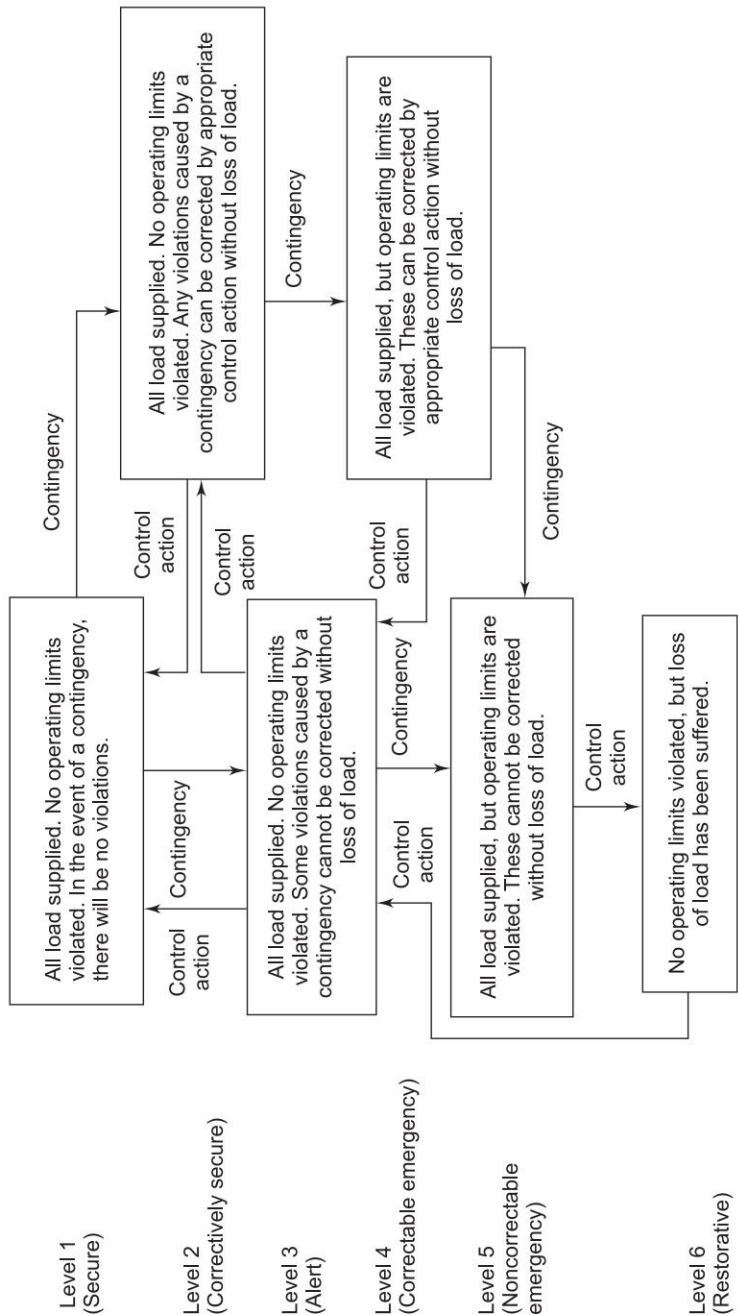 Level 1
(Secure)
All load supplied. No operating limits
violated. In the event of a contingency,
there will be no violations.
Contingency
Control
action
Contingency
Control
action
Level 2
(Correctively secure)
All load supplied. No operating limits
violated. Any violations caused by a
contingency can be corrected by appropriate
control action without loss of load.
Control
action
Contingency
Level 3
(Alert)
All load supplied. No operating limits
violated. Some violations caused by a
contingency cannot be corrected without
loss of load.
Control
action
Contingency
Control
action
Level 4
(Correctable emergency)
All load supplied, but operating limits are
violated. These can be corrected by
appropriate control action without
loss of load.
Contingency
Level 5
(Noncorrectable
emergency)
All load supplied, but operating limits are
violated. These cannot be corrected
without loss of load.
Control
action
Level 6
(Restorative)
No operating limits violated, but loss
of load has been suffered.